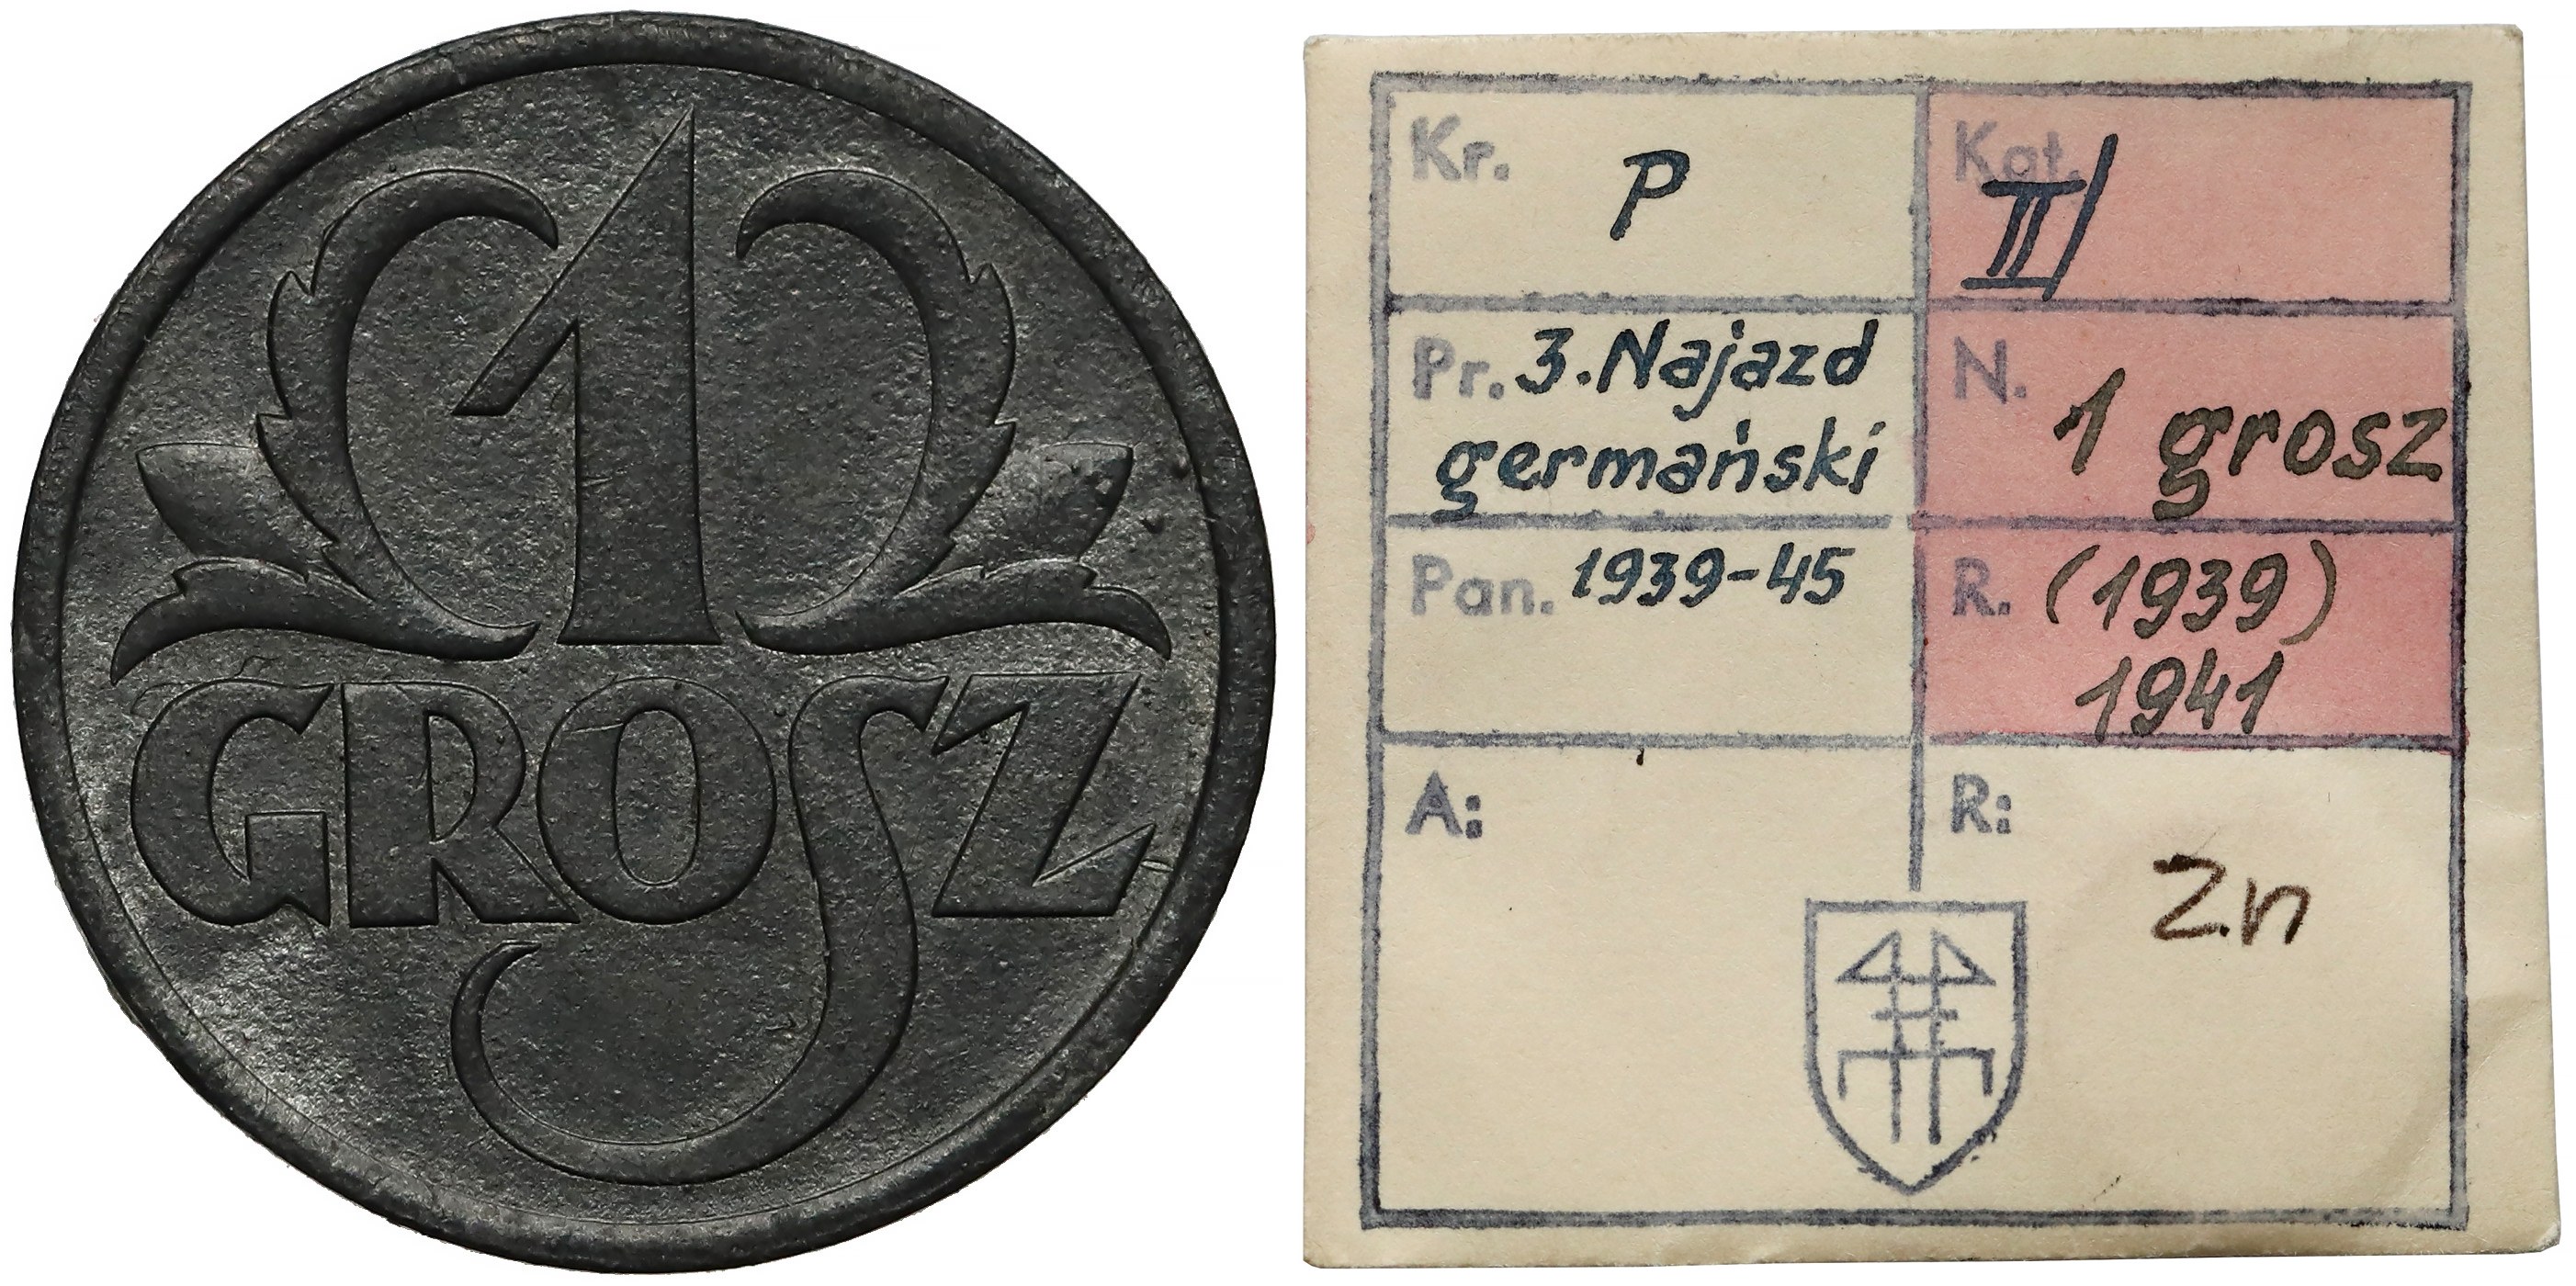 1
GROSZ
Kr. P
Kat.
II/
Pr. 3. Najazd
germański
N. 1 grosz
Pan. 1939-45
R. (1939)
1941
A:
R:
Zn